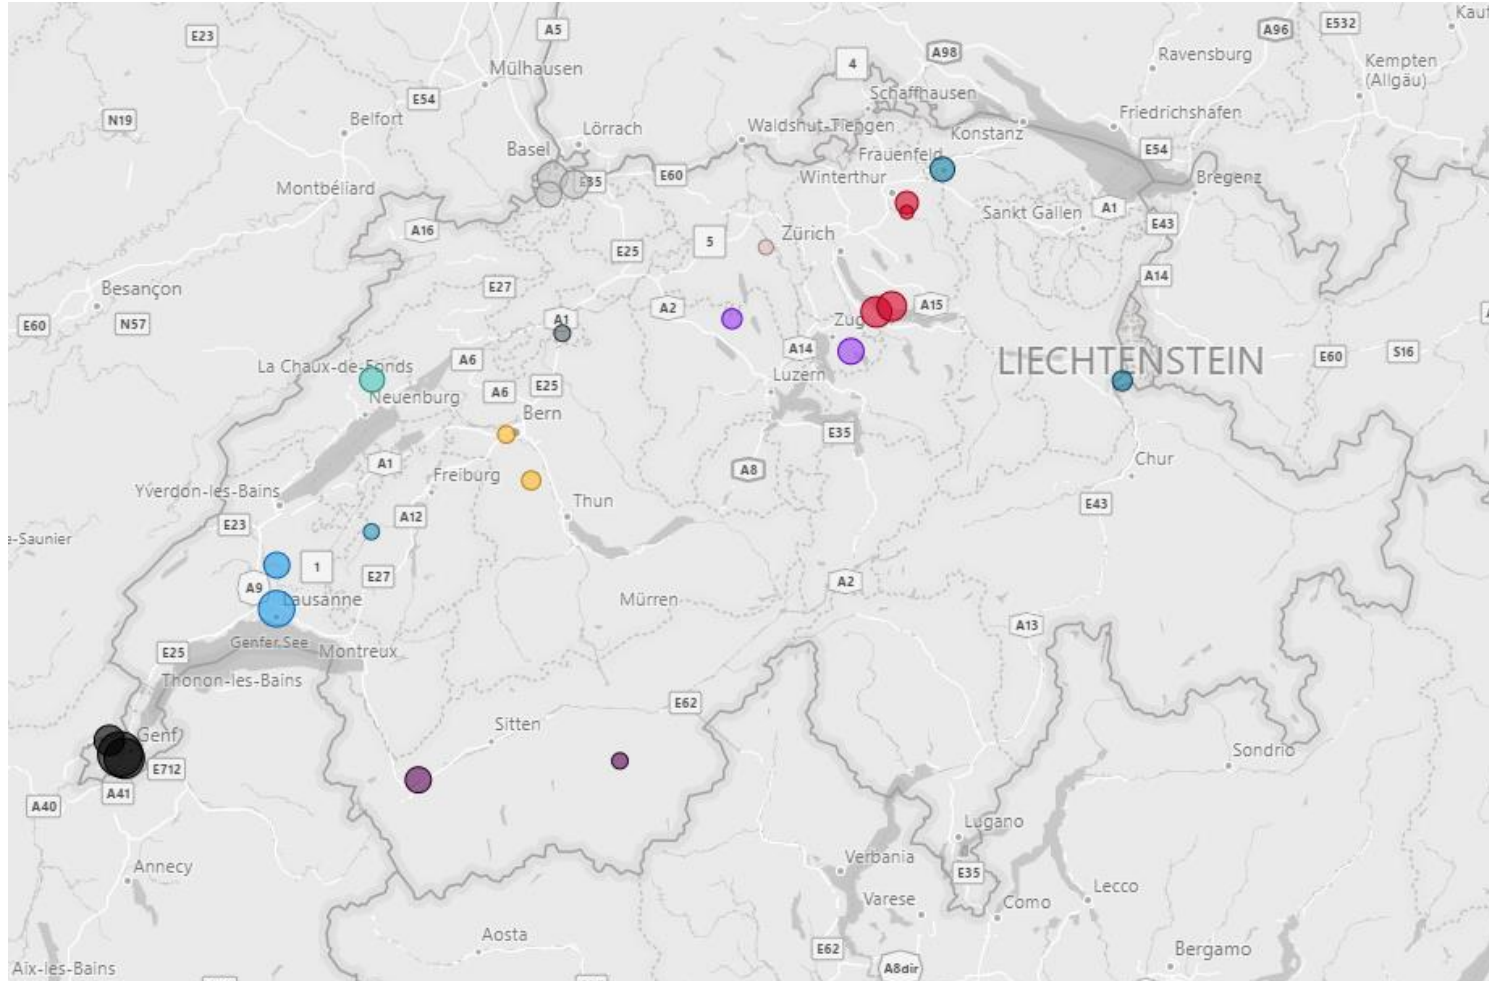 E23
A5
A98
A96
E532
Kauf
4
Ravensburg
Kempten
(Allgäu)
Mülhausen
E54
Schaffhausen
N19
Belfort
Lörrach
Waldshut-Tiengen
Konstanz
Friedrichshafen
Basel
Frauenfeld
E54
E35
E60
Winterthur
Bregenz
Montbéliard
Sankt Gallen
A1
A16
E25
5
Zürich
E43
A14
Besançon
E27
A2
A15
E60
N57
A1
Zug
La Chaux-de-Fonds
A6
A14
LIECHTENSTEIN
E60
S16
Luzern
A6
E25
Neuenburg
Bern
E35
A1
Freiburg
A8
Chur
Yverdon-les-Bains
Thun
E43
E23
A12
e-Saunier
1
E27
A9
A2
Lausanne
Mürren
Genfer See
A13
E25
Montreux
Thonon-les-Bains
E62
Sitten
Genf
Sondrio
E712
A41
A40
Lugano
Annecy
Verbania
E35
Lecco
Varese
Como
Aosta
E62
Bergamo
Aix-les-Bains
A8dir